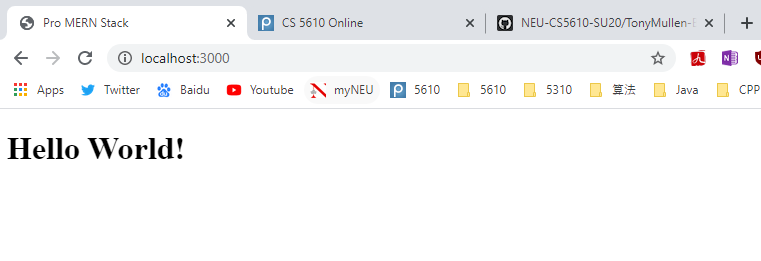 Pro MERN Stack CS 5610 Online NEU-CS5610-SU20/TonyMullen-
localhost:3000
Apps Twitter Baidu Youtube myNEU 5610 5610 5310 算法 Java CPP
Hello World!